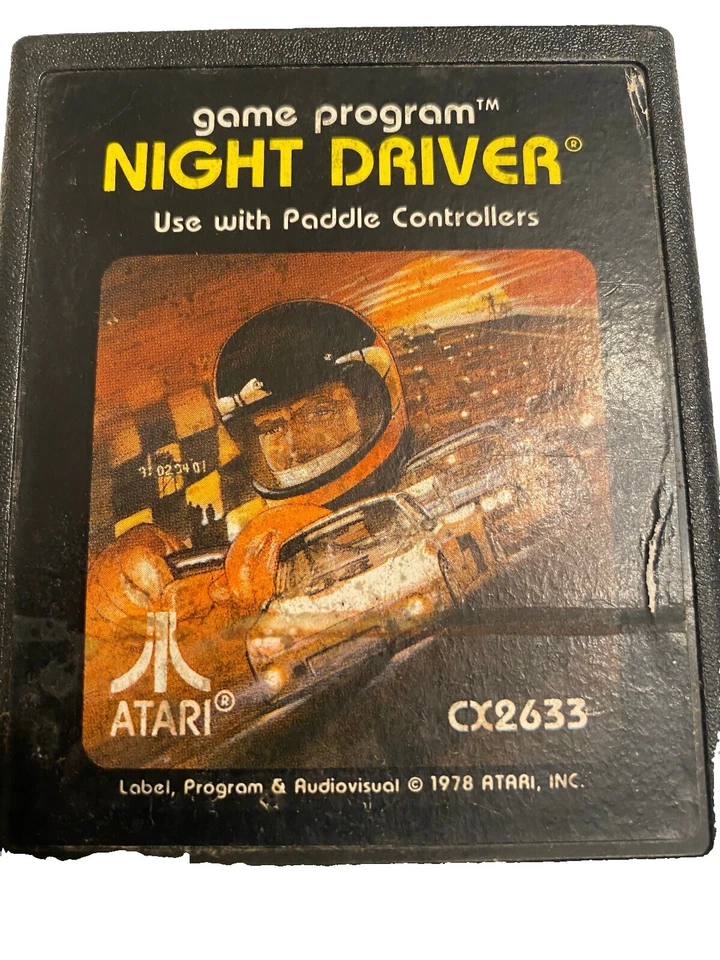 game program™
NIGHT DRIVER®
Use with Paddle Controllers
ATARI®
CX2633
Label, Program & Audiovisual © 1978 ATARI, INC.